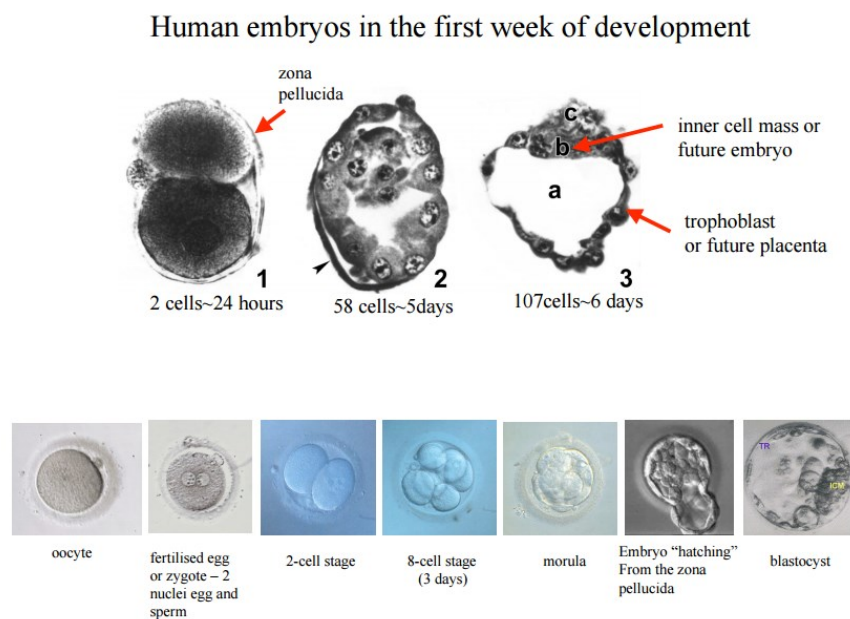 Human embryos in the first week of development
zona
pellucida
c
b
a
inner cell mass or
future embryo
trophoblast
or future placenta
1
2
3
2 cells~24 hours
58 cells~5days
107cells~6 days
TR
ICM
oocyte
fertilised egg
or zygote – 2
nuclei egg and
sperm
2-cell stage
8-cell stage
(3 days)
morula
Embryo “hatching”
From the zona
pellucida
blastocyst